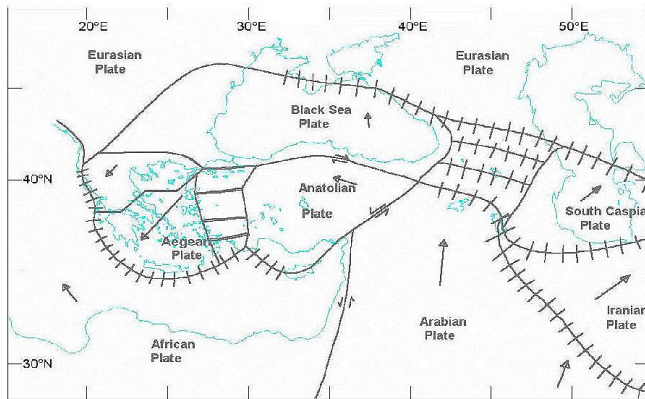 20°E
30°E
40°E
50°E
Eurasian
Plate
Eurasian
Plate
Black Sea
Plate
40°N
Anatolian
Plate
South Caspia
Plate
Aegean
Plate
Iranian
Plate
Arabian
Plate
African
Plate
30°N